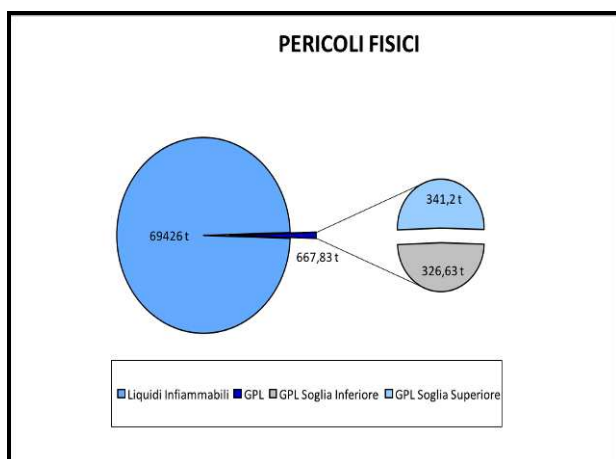 PERICOLI FISICI
341,2 t
69426 t
667,83 t
326,63 t
Liquidi Infiammabili GPL GPL Soglia Inferiore GPL Soglia Superiore